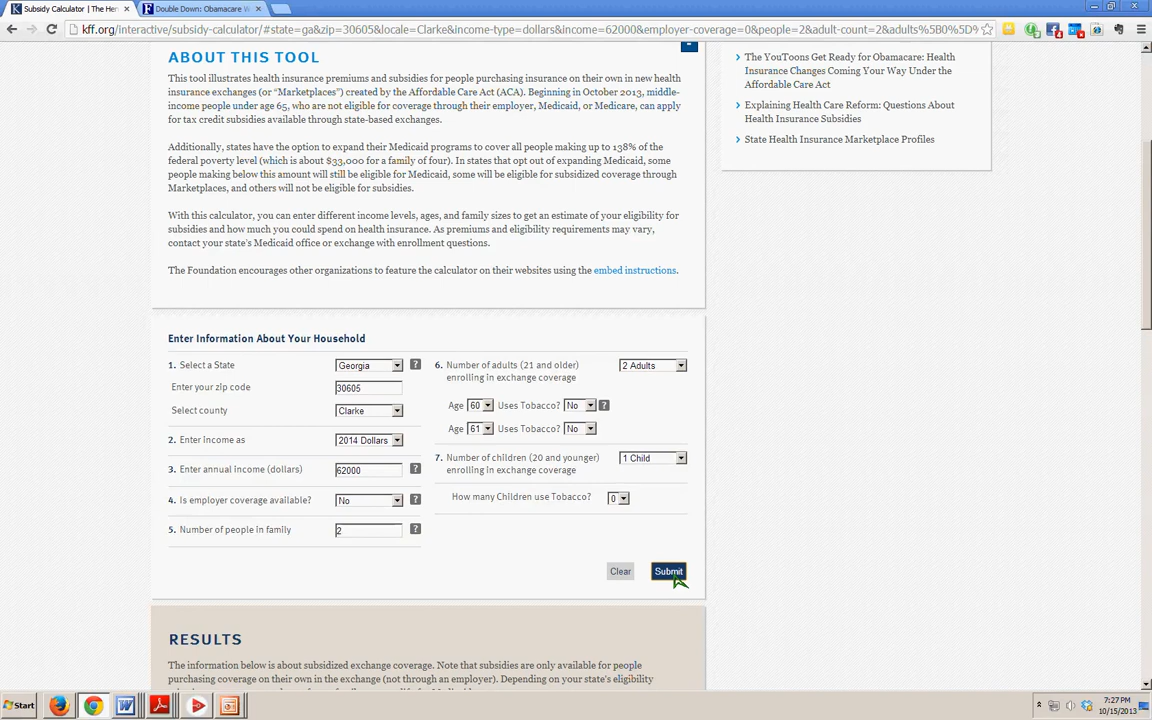 Subsidy Calculator | The Hen
Double Down: Obamacare W
kff.org/interactive/subsidy-calculator/#state=ga&zip=30605&locale=Clarke&income-type=dollars&income=62000&employer-coverage=0&people=2&adult-count=2&adults%5B0%5D%
ABOUT THIS TOOL
This tool illustrates health insurance premiums and subsidies for people purchasing insurance on their own in new health
insurance exchanges (or “Marketplaces”) created by the Affordable Care Act (ACA). Beginning in October 2013, middle-
income people under age 65, who are not eligible for coverage through their employer, Medicaid, or Medicare, can apply
for tax credit subsidies available through state-based exchanges.
Additionally, states have the option to expand their Medicaid programs to cover all people making up to 138% of the
federal poverty level (which is about $33,000 for a family of four). In states that opt out of expanding Medicaid, some
people making below this amount will still be eligible for Medicaid, some will be eligible for subsidized coverage through
Marketplaces, and others will not be eligible for subsidies.
With this calculator, you can enter different income levels, ages, and family sizes to get an estimate of your eligibility for
subsidies and how much you could spend on health insurance. As premiums and eligibility requirements may vary,
contact your state's Medicaid office or exchange with enrollment questions.
The Foundation encourages other organizations to feature the calculator on their websites using the embed instructions.
The YouToons Get Ready for Obamacare: Health
Insurance Changes Coming Your Way Under the
Affordable Care Act
Explaining Health Care Reform: Questions About
Health Insurance Subsidies
State Health Insurance Marketplace Profiles
Enter Information About Your Household
1. Select a State Georgia ?
Enter your zip code 30605
Select county Clarke
2. Enter income as 2014 Dollars
3. Enter annual income (dollars) 62000 ?
4. Is employer coverage available? No ?
5. Number of people in family 2 ?
6. Number of adults (21 and older) 2 Adults
enrolling in exchange coverage
Age 60 Uses Tobacco? No ?
Age 61 Uses Tobacco? No
7. Number of children (20 and younger) 1 Child
enrolling in exchange coverage
How many Children use Tobacco? 0
Clear Submit
RESULTS
The information below is about subsidized exchange coverage. Note that subsidies are only available for people
purchasing coverage on their own in the exchange (not through an employer). Depending on your state's eligibility
Start
7:27 PM
10/15/2013